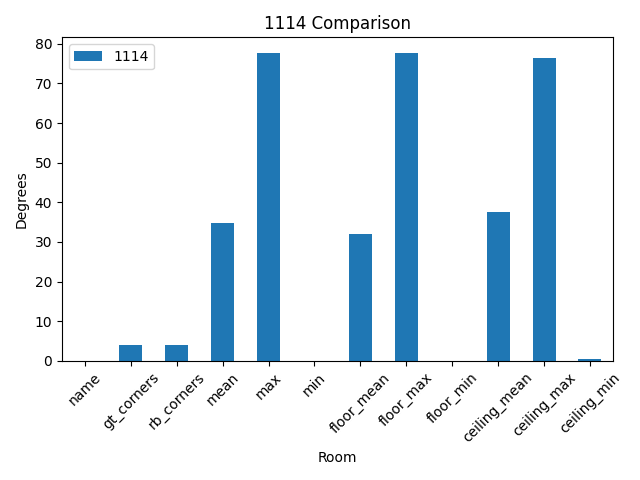 1114 Comparison
1114
80
70
60
50
40
30
20
10
0
Degrees
name
gt_corners
rb_corners
mean
max
min
floor_mean
floor_max
floor_min
ceiling_mean
ceiling_max
ceiling_min
Room